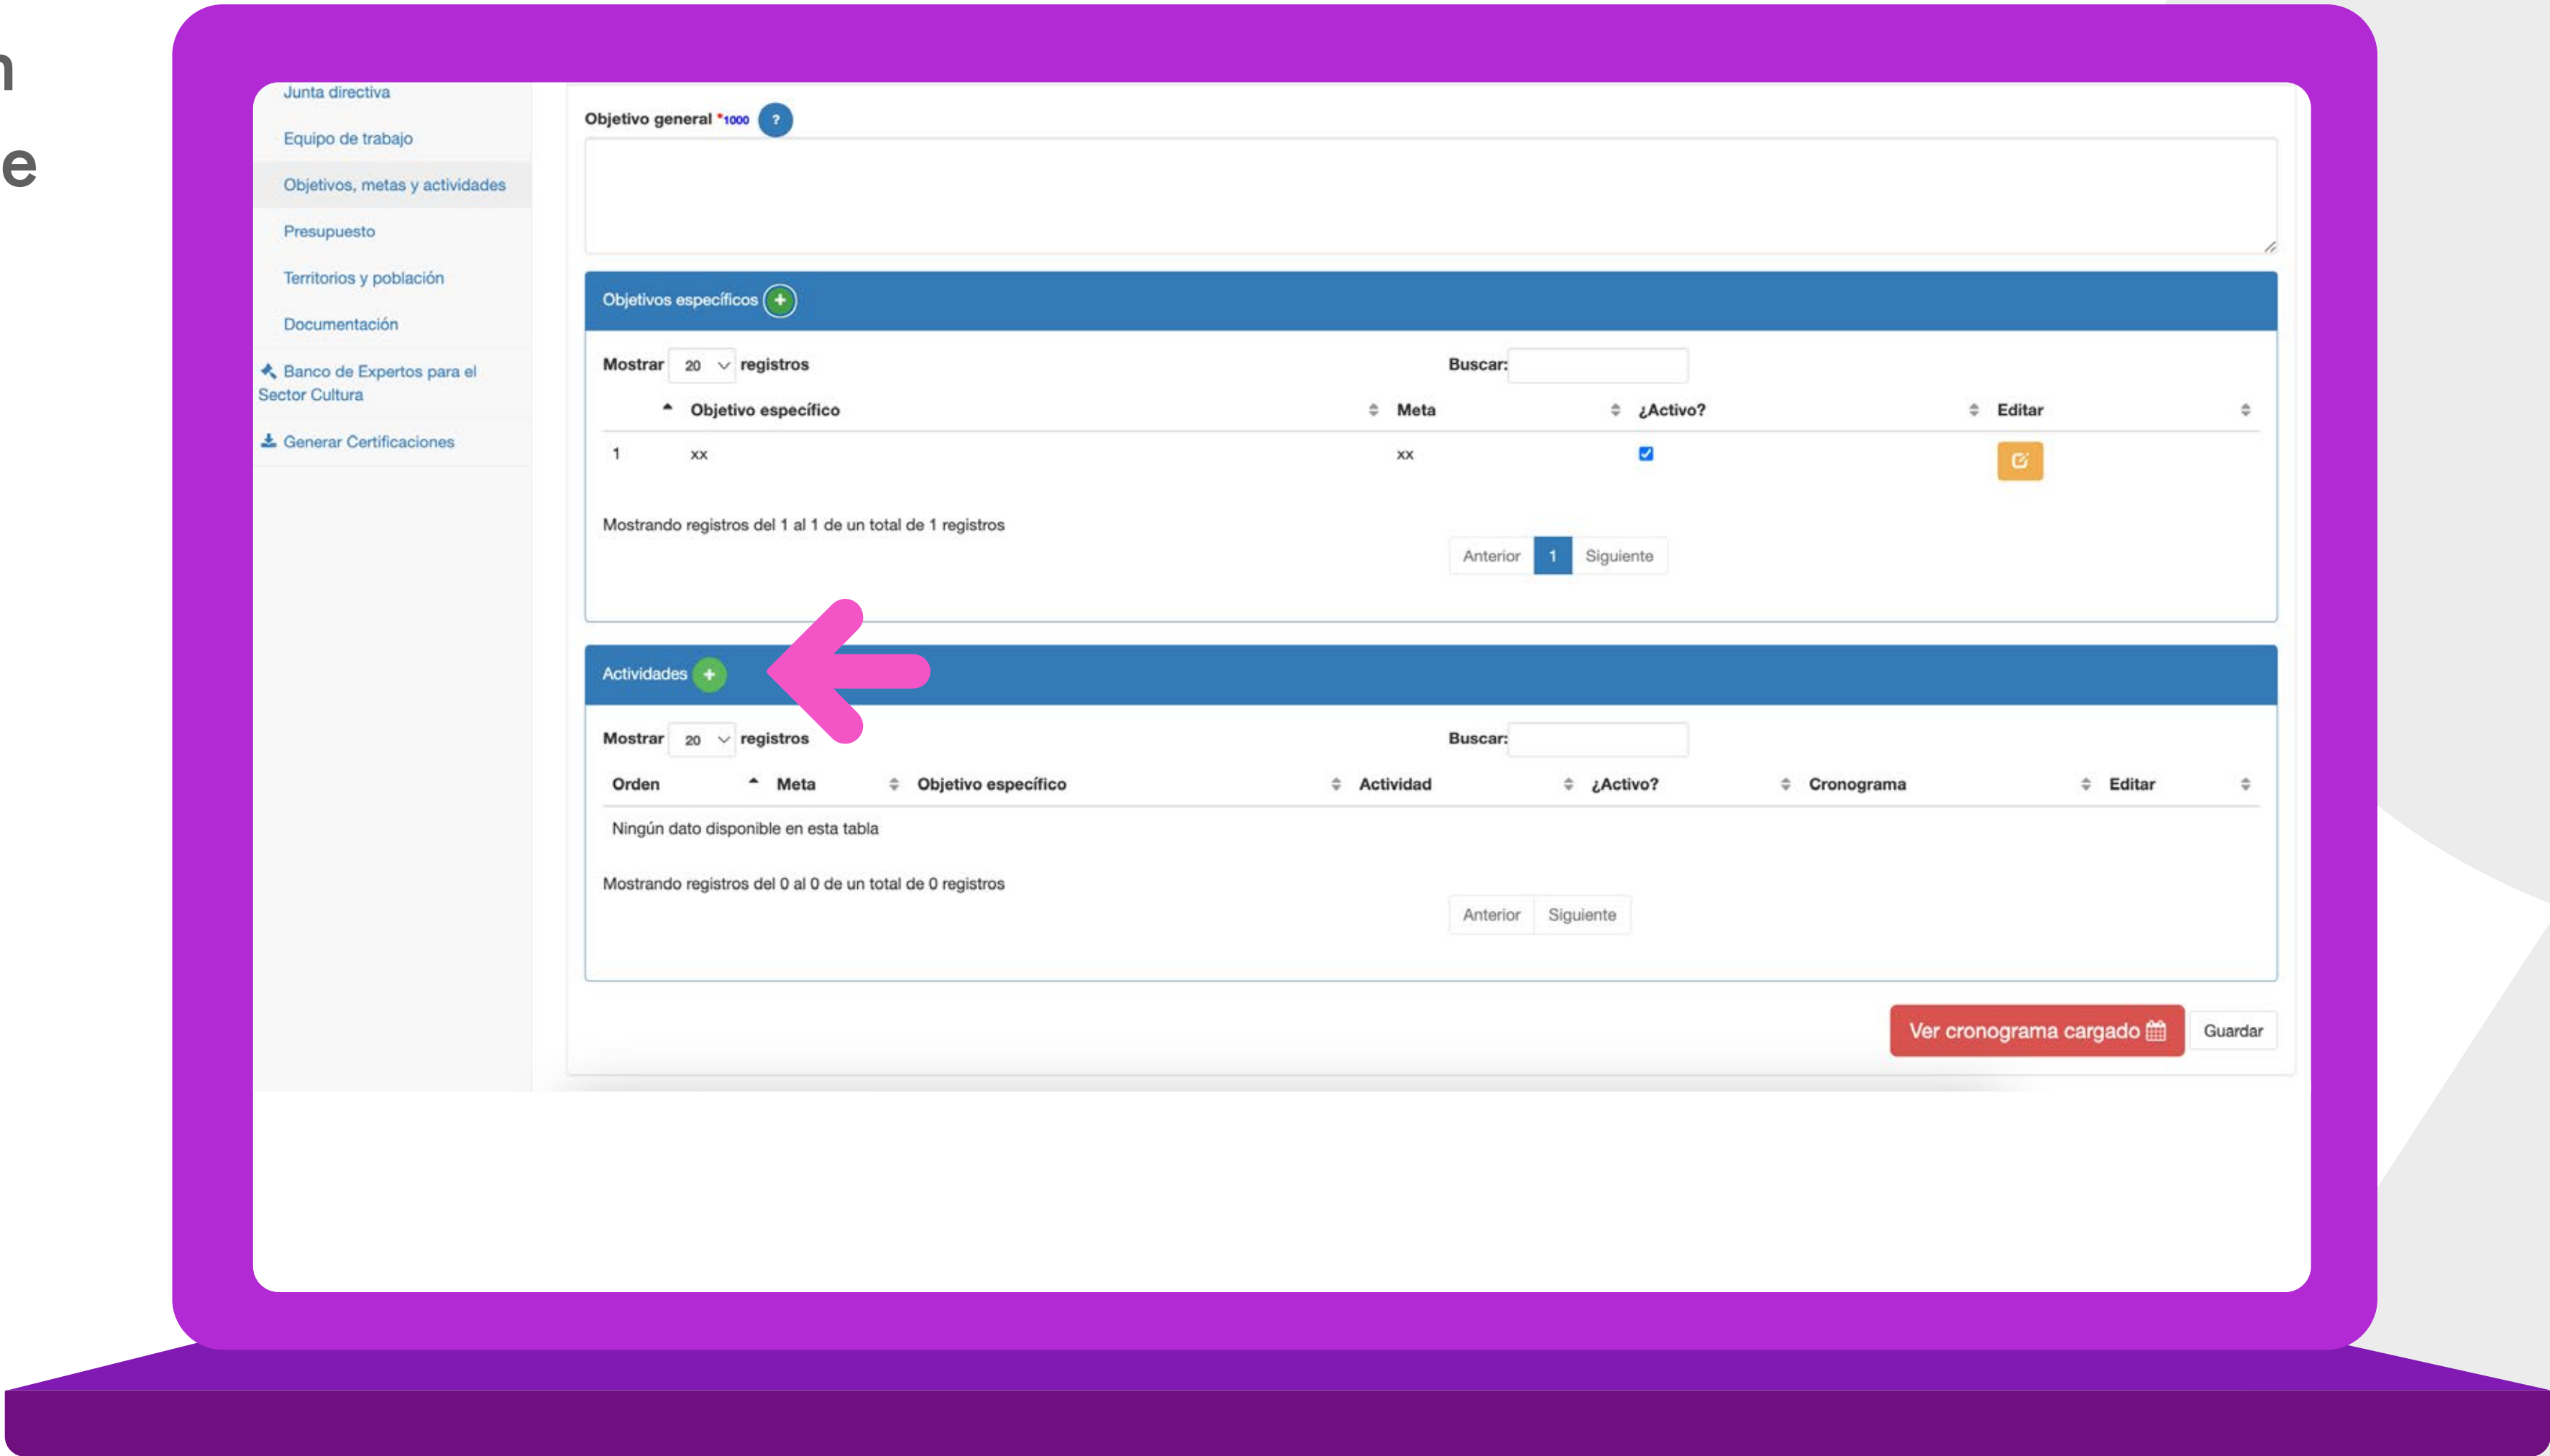 Junta directiva
Equipo de trabajo
Objetivos, metas y actividades
Presupuesto
Territorios y población
Documentación
Banco de Expertos para el
Sector Cultura
Generar Certificaciones
Objetivo general *1000 ?
Objetivos específicos +
Mostrar 20 registros Buscar:
Objetivo específico Meta ¿Activo? Editar
1 xx xx
Mostrando registros del 1 al 1 de un total de 1 registros
Anterior 1 Siguiente
Actividades +
Mostrar 20 registros Buscar:
Orden Meta Objetivo específico Actividad ¿Activo? Cronograma Editar
Ningún dato disponible en esta tabla
Mostrando registros del 0 al 0 de un total de 0 registros
Anterior Siguiente
Ver cronograma cargado Guardar